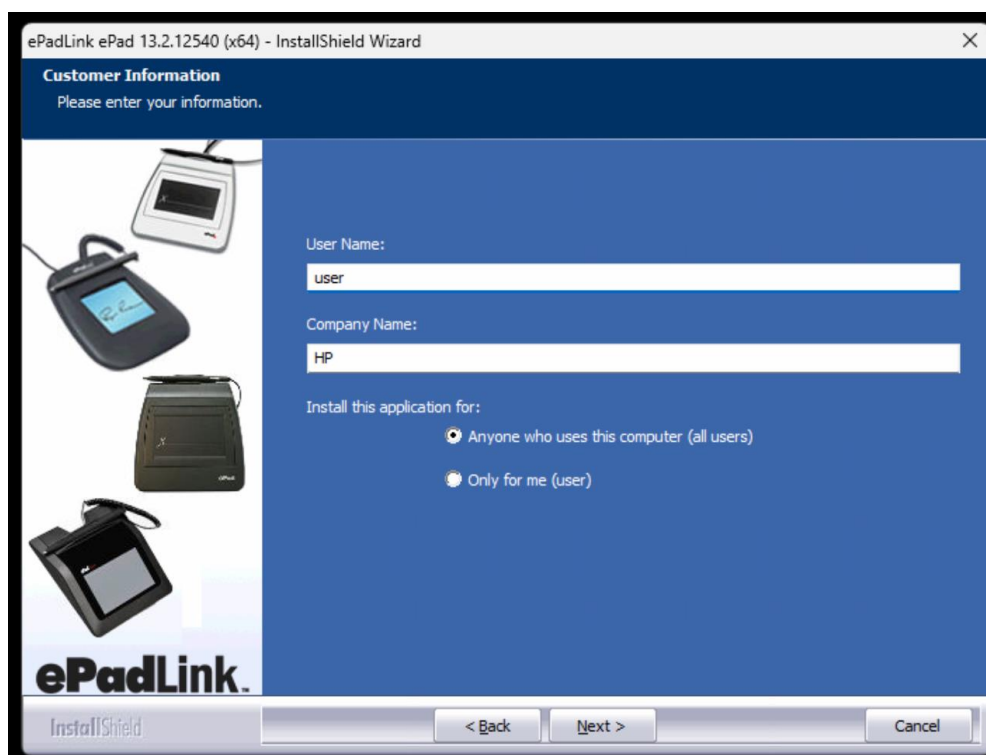 ePadLink ePad 13.2.12540 (x64) - InstallShield Wizard
Customer Information
Please enter your information.
User Name:
user
Company Name:
HP
Install this application for:
Anyone who uses this computer (all users)
Only for me (user)
ePadLink™
InstallShield
< Back
Next >
Cancel